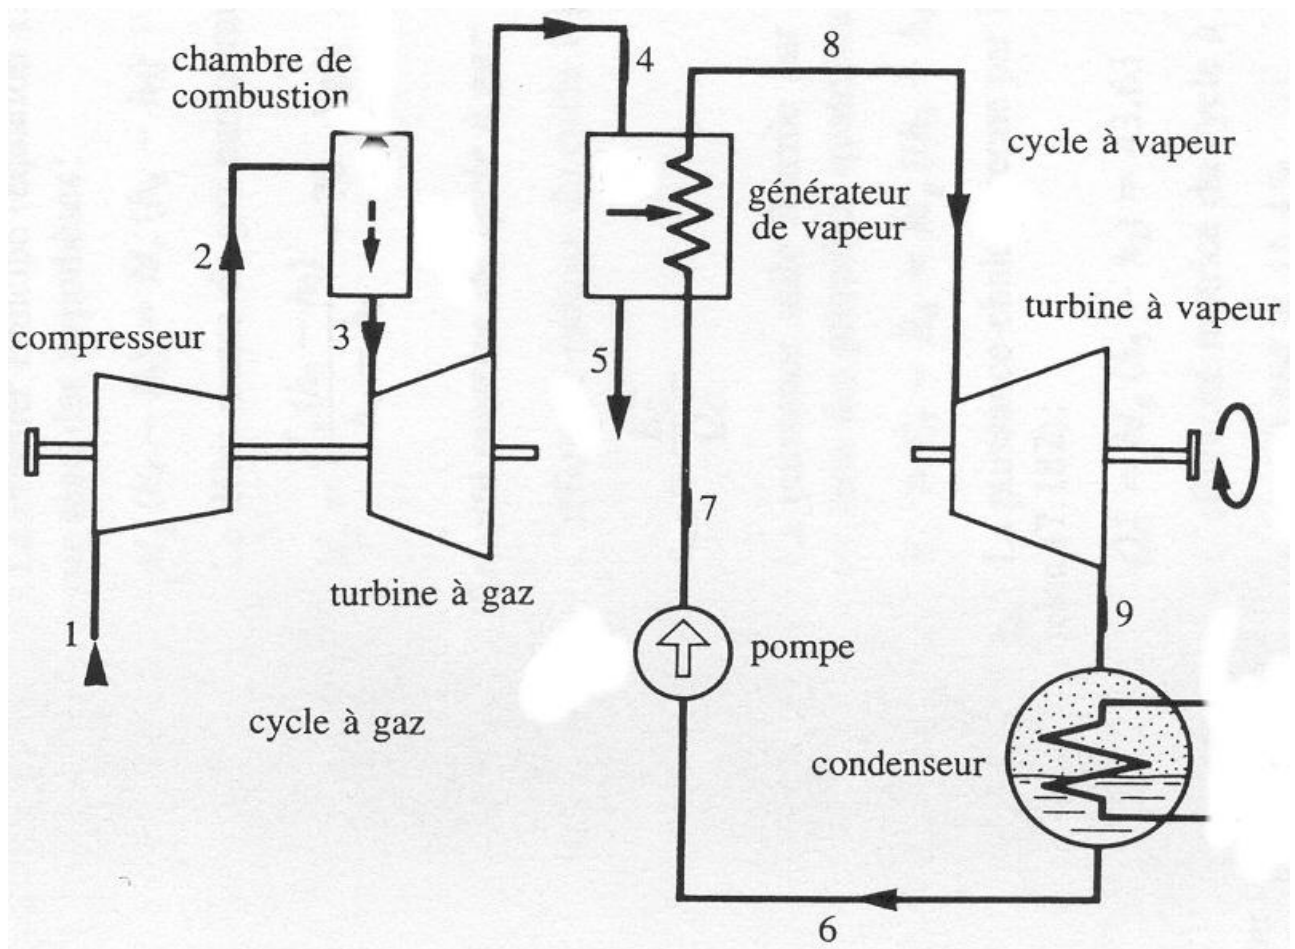 chambre de
combustion
4
8
cycle à vapeur
générateur
de vapeur
2
compresseur
3
5
turbine à vapeur
7
turbine à gaz
1
9
pompe
cycle à gaz
condenseur
6